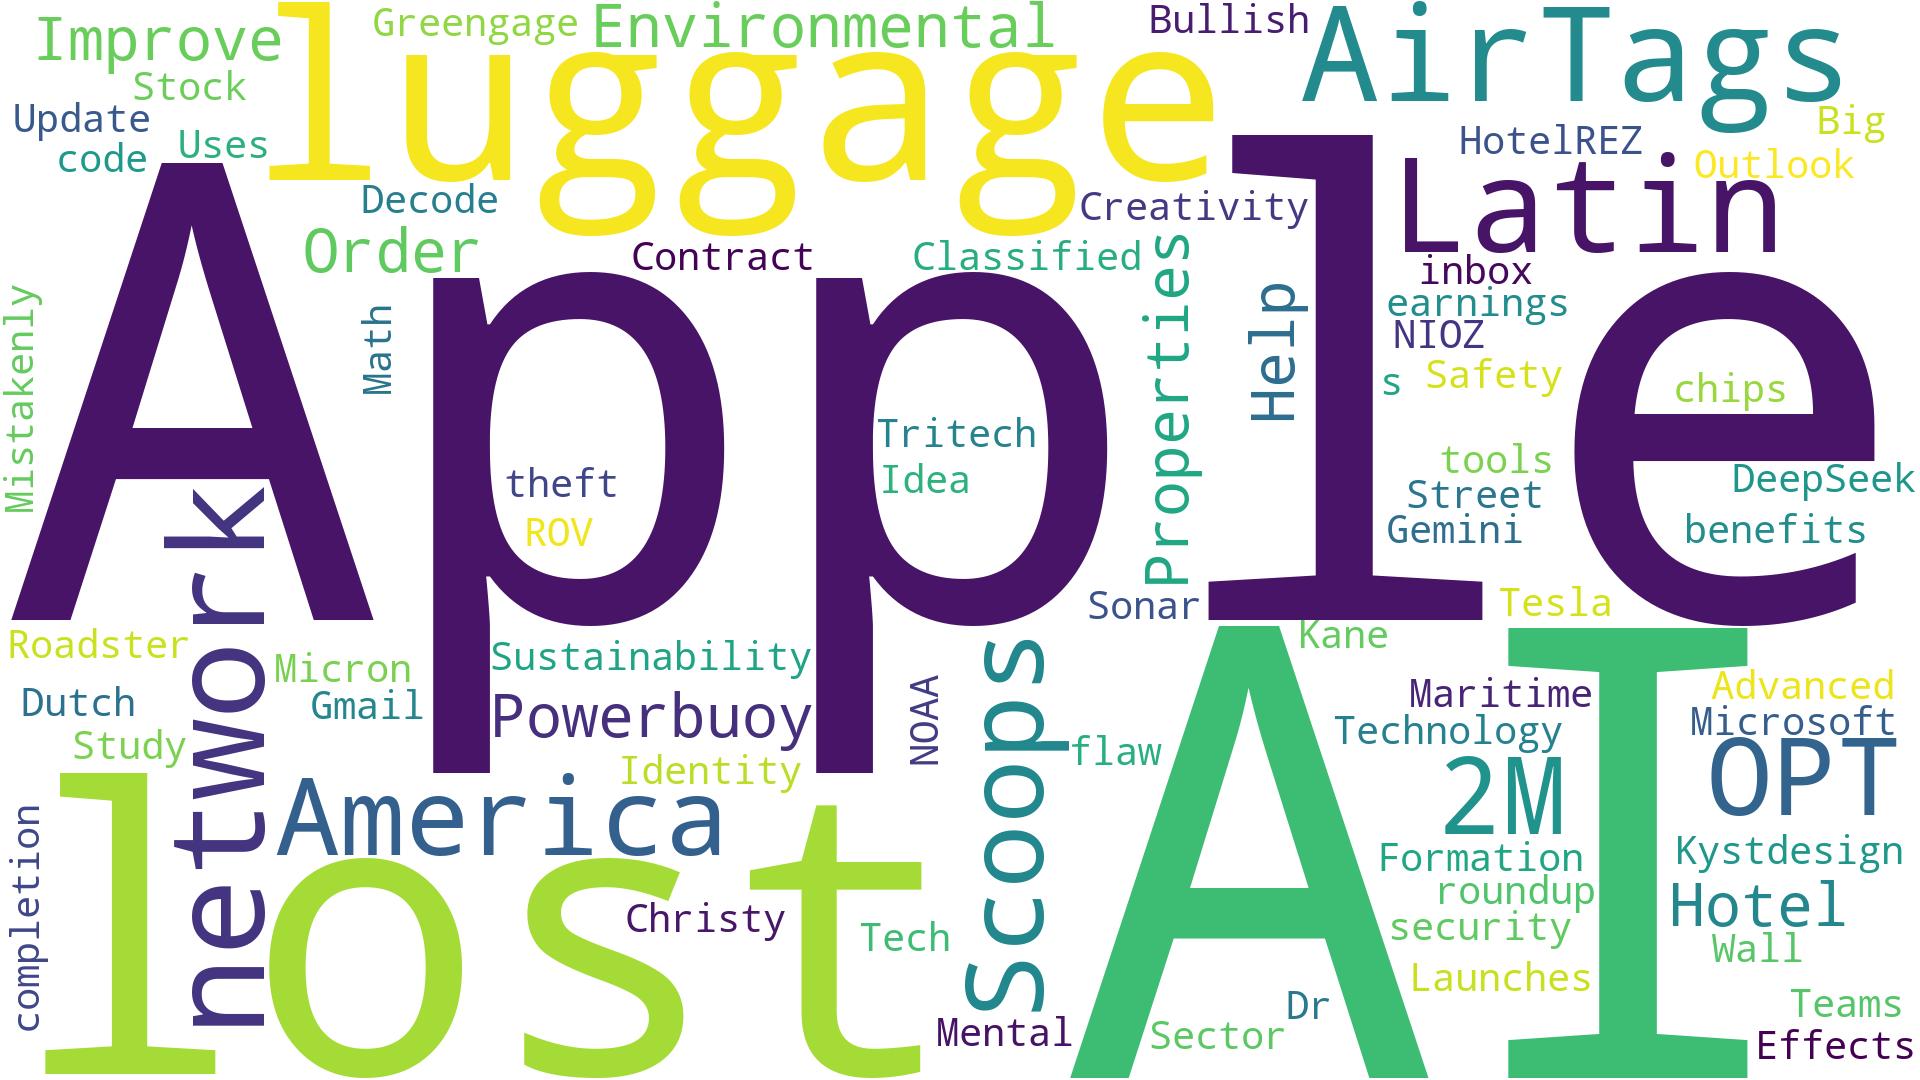 Improve
Greengage
Environmental
Bullish
AirTags
Stock
luggage
Update
Uses
code
HotelREZ
Big
Outlook
Decode
Creativity
Latin
Order
Contract
Classified
inbox
Mistakenly
Math
Apple
Properties
Help
earnings
NIOZ
s
Safety
chips
Tritech
theft
Idea
tools
DeepSeek
Street
ROV
Gemini
benefits
network
Sonar
Tesla
Roadster
Micron
Sustainability
Kane
Dutch
Gmail
Powerbuoy
NOAA
Scoops
AI
Maritime
Advanced
Study
flaw
Technology
Microsoft
Identity
America
2M
OPT
completion
lost
Christy
Tech
Formation
Kystdesign
roundup
Hotel
security
Wall
Launches
Dr
Teams
Mental
Sector
Effects